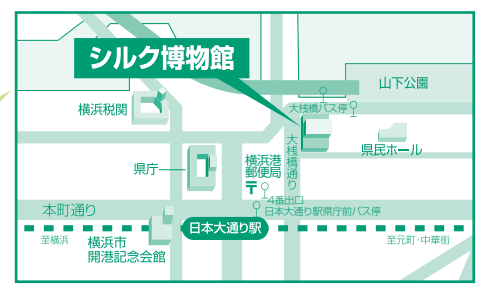 シルク博物館
山下公園
大桟橋バス停
横浜税関
県民ホール
大桟橋通り
県庁
横浜港
郵便局
〒
4番出口
日本大通り駅県庁前バス停
本町通り
日本大通り駅
至横浜
横浜市
開港記念会館
至元町・中華街